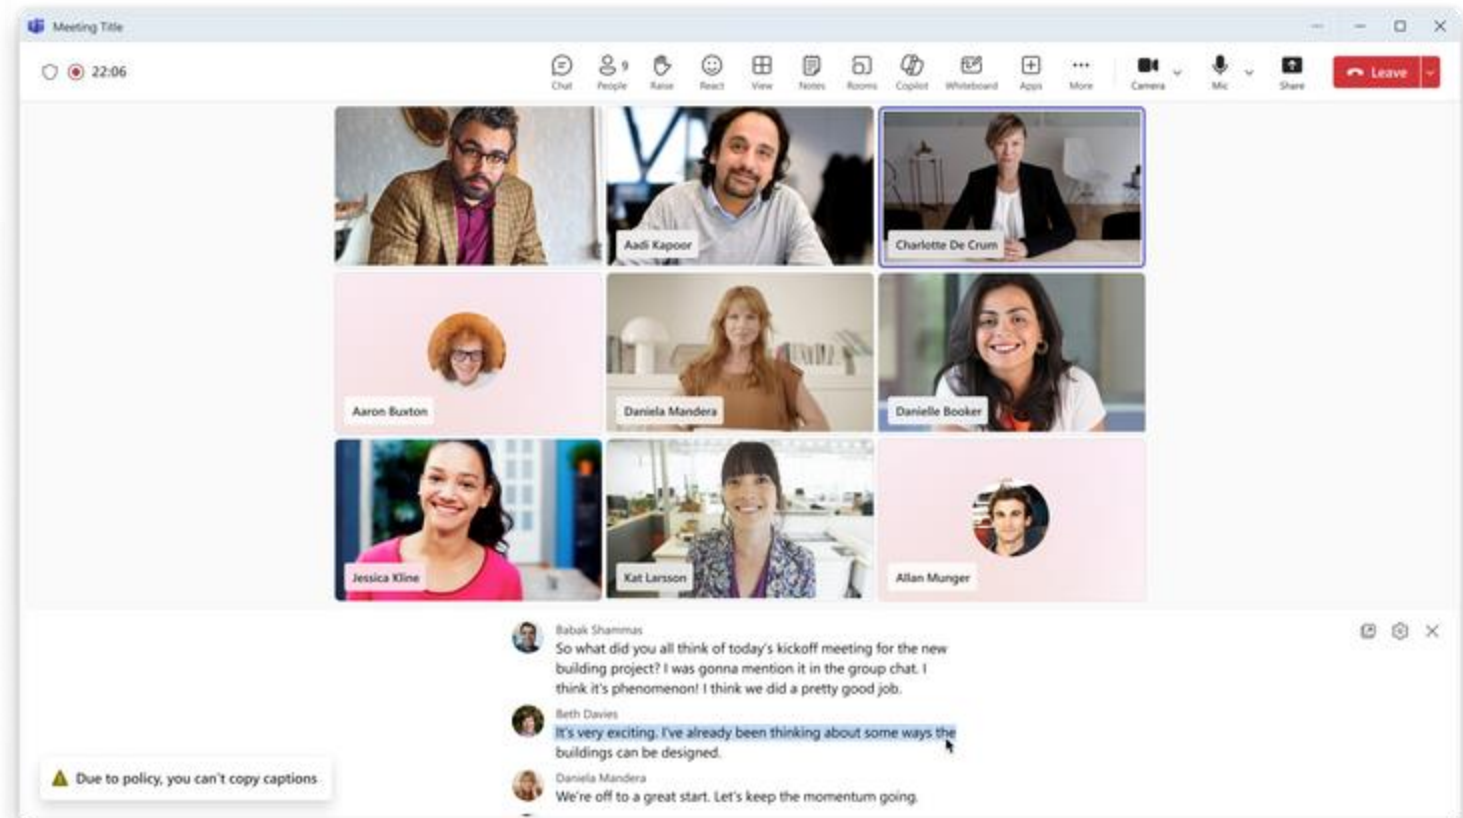 Meeting Title
22:06
Chat
People
9
Raise
React
View
Notes
Rooms
Copilot
Whiteboard
Apps
More
Camera
Mic
Share
Leave
Aadi Kapoor
Charlotte De Crum
Aaron Buxton
Daniela Mandera
Danielle Booker
Jessica Kline
Kat Larsson
Allan Munger
Babak Shammas
So what did you all think of today's kickoff meeting for the new
building project? I was gonna mention it in the group chat. I
think it's phenomenon! I think we did a pretty good job.
Beth Davies
It's very exciting. I've already been thinking about some ways the
buildings can be designed.
Daniela Mandera
We're off to a great start. Let's keep the momentum going.
Due to policy, you can't copy captions